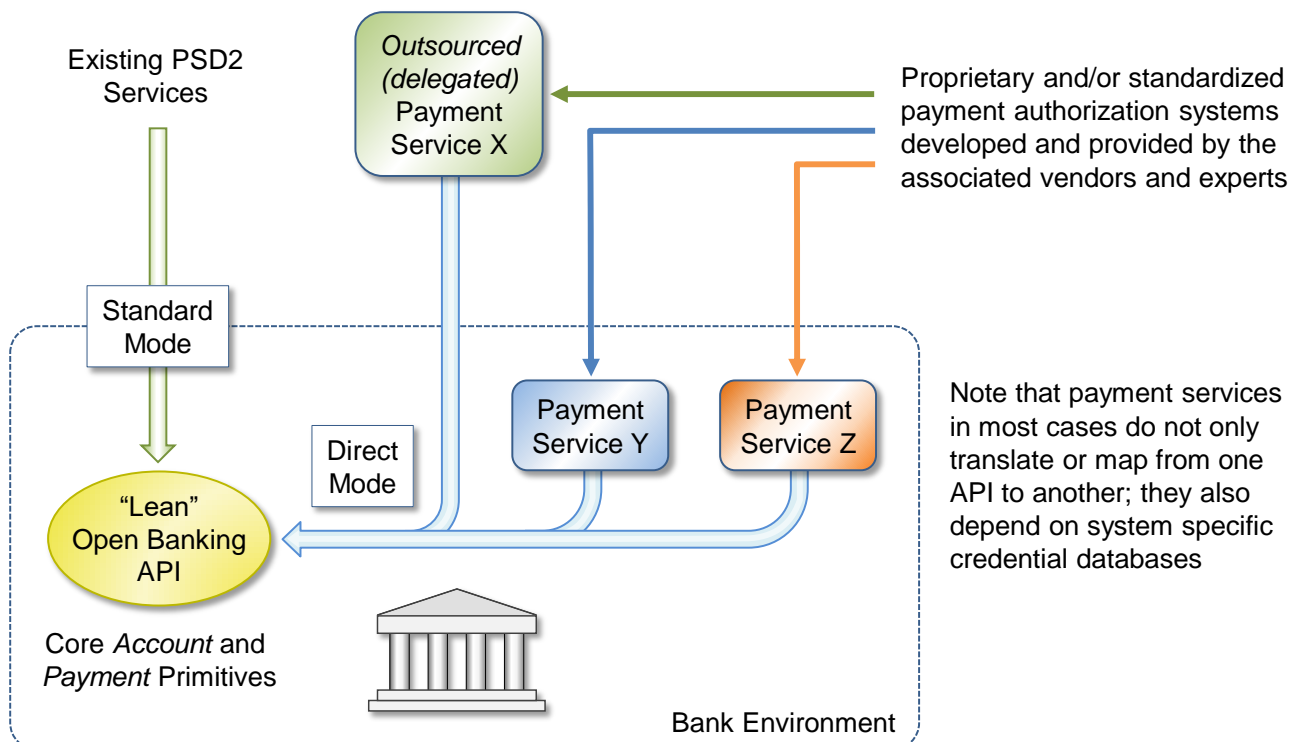 Existing PSD2
Services
Outsourced
(delegated)
Payment
Service X
Proprietary and/or standardized
payment authorization systems
developed and provided by the
associated vendors and experts
Standard
Mode
Direct
Mode
Payment
Service Y
Payment
Service Z
Note that payment services
in most cases do not only
translate or map from one
API to another; they also
depend on system specific
credential databases
“Lean”
Open Banking
API
Core Account and
Payment Primitives
Bank Environment